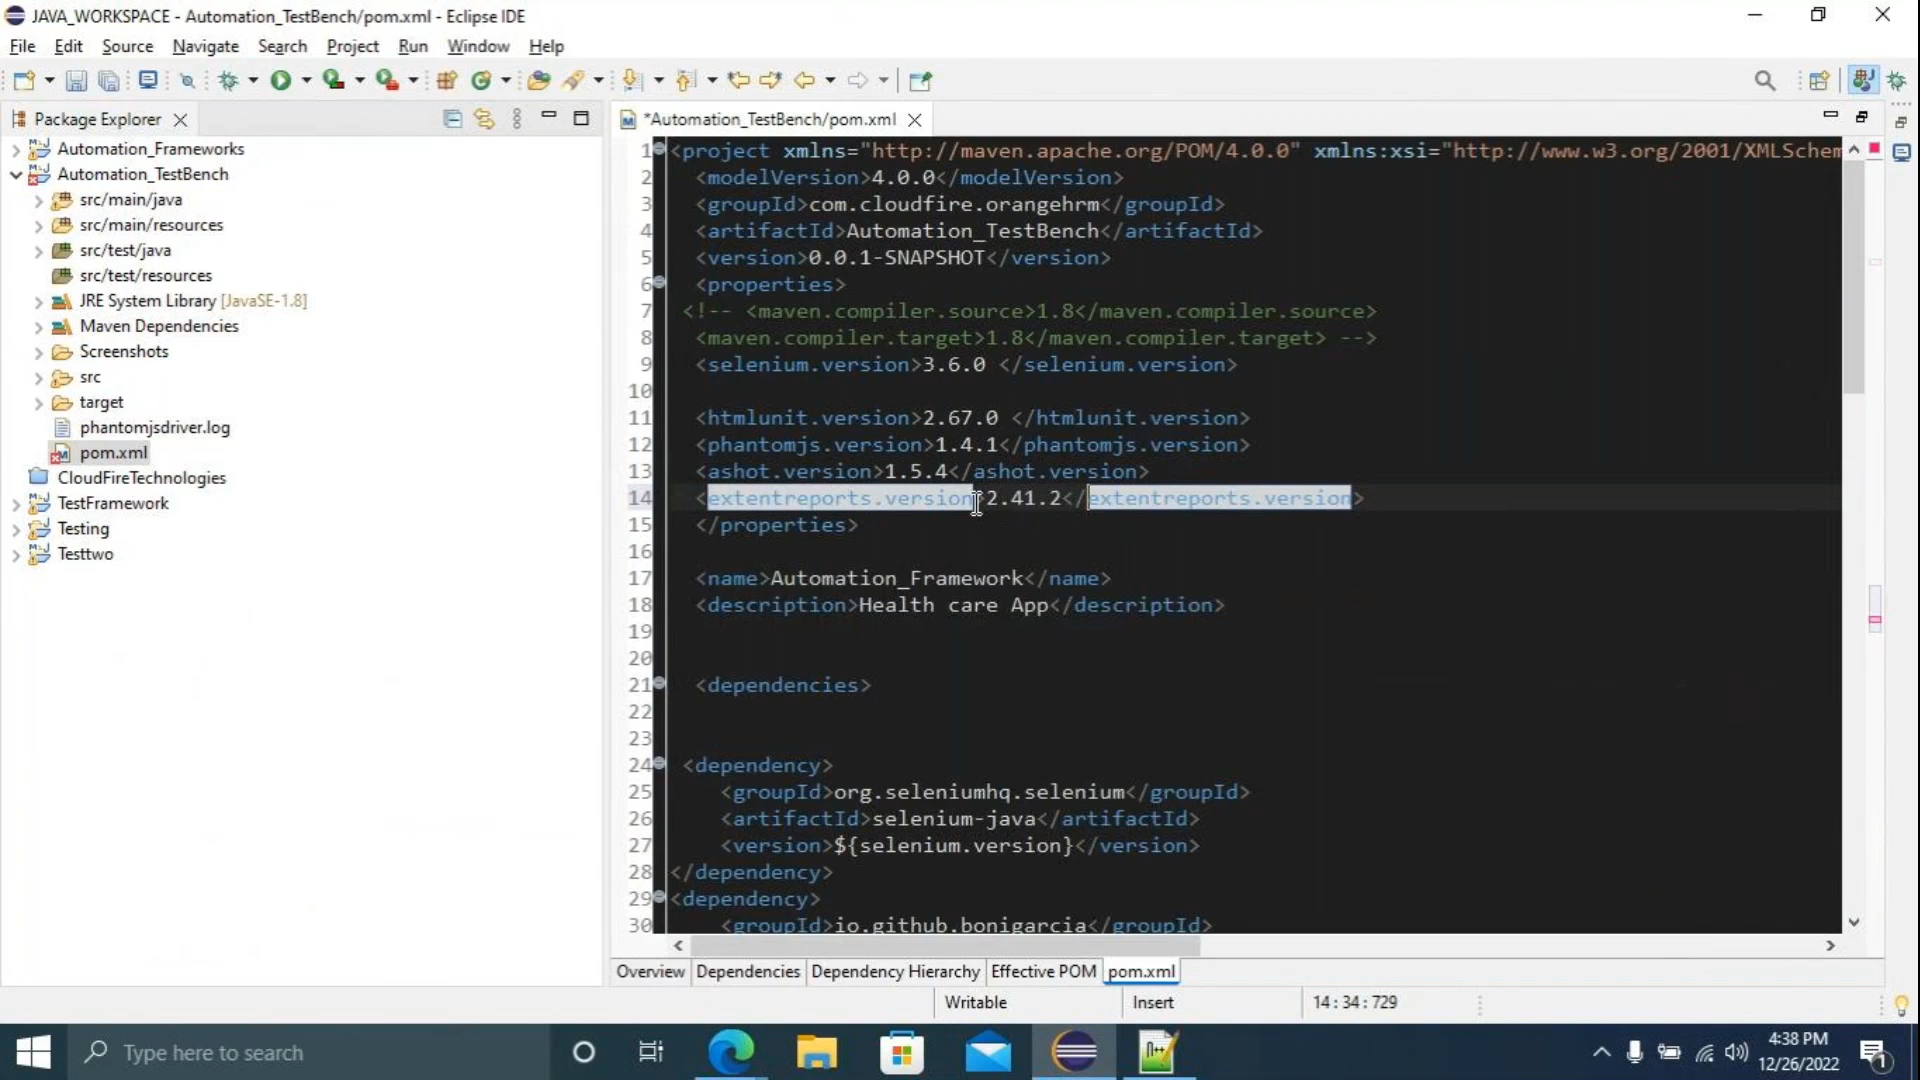 JAVA_WORKSPACE - Automation_TestBench/pom.xml - Eclipse IDE
File Edit Source Navigate Search Project Run Window Help
Package Explorer
*Automation_TestBench/pom.xml
Automation_Frameworks
Automation_TestBench
src/main/java
src/main/resources
src/test/java
src/test/resources
JRE System Library [JavaSE-1.8]
Maven Dependencies
Screenshots
src
target
phantomjsdriver.log
pom.xml
CloudFireTechnologies
TestFramework
Testing
Testtwo
1 <project xmlns="http://maven.apache.org/POM/4.0.0" xmlns:xsi="http://www.w3.org/2001/XMLSchem
2 <modelVersion>4.0.0</modelVersion>
3 <groupId>com.cloudfire.orangehrm</groupId>
4 <artifactId>Automation_TestBench</artifactId>
5 <version>0.0.1-SNAPSHOT</version>
6 <properties>
7 <!-- <maven.compiler.source>1.8</maven.compiler.source>
8 <maven.compiler.target>1.8</maven.compiler.target> -->
9 <selenium.version>3.6.0 </selenium.version>
10
11 <htmlunit.version>2.67.0 </htmlunit.version>
12 <phantomjs.version>1.4.1</phantomjs.version>
13 <ashot.version>1.5.4</ashot.version>
14 <extentreports.version>2.41.2</extentreports.version>
15 </properties>
16
17 <name>Automation_Framework</name>
18 <description>Health care App</description>
19
20
21 <dependencies>
22
23
24 <dependency>
25 <groupId>org.seleniumhq.selenium</groupId>
26 <artifactId>selenium-java</artifactId>
27 <version>${selenium.version}</version>
28 </dependency>
29 <dependency>
30 <groupId>io.github.bonigarcia</groupId>
Overview Dependencies Dependency Hierarchy Effective POM pom.xml
Writable Insert 14:34:729
Type here to search
4:38 PM
12/26/2022
1